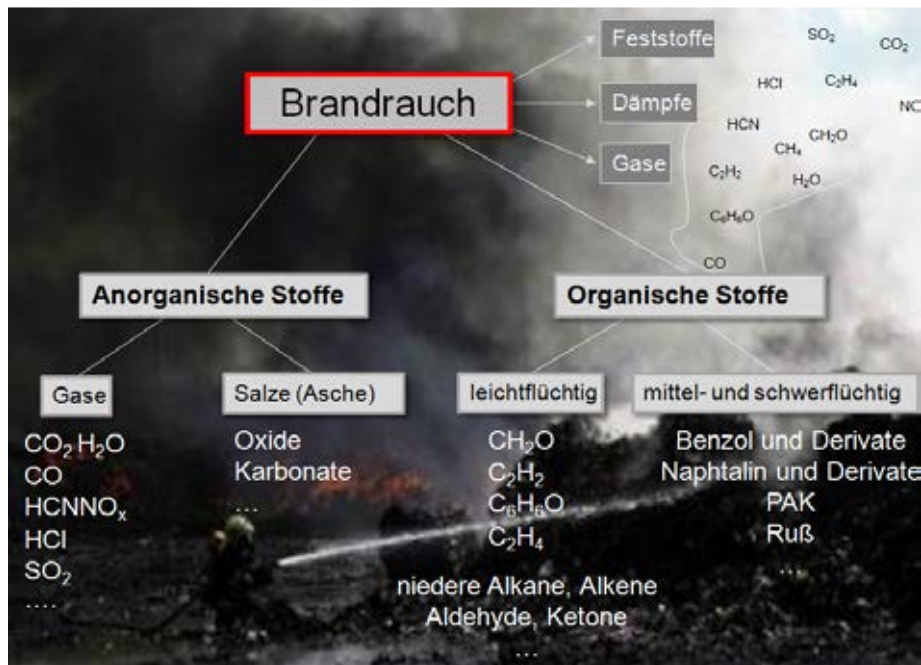 Brandrauch
Feststoffe
Dämpfe
Gase
SO₂
CO₂
HCl
C₂H₄
HCN
CH₂O
CH₄
C₂H₂
H₂O
C₆H₆O
CO
Anorganische Stoffe
Organische Stoffe
Gase
CO₂ H₂O
CO
HCNNOₓ
HCl
SO₂
....
Salze (Asche)
Oxide
Karbonate
...
leichtflüchtig
CH₂O
C₂H₂
C₆H₆O
C₂H₄
niedere Alkane, Alkene
Aldehyde, Ketone
...
mittel- und schwerflüchtig
Benzol und Derivate
Naphtalin und Derivate
PAK
Ruß
...